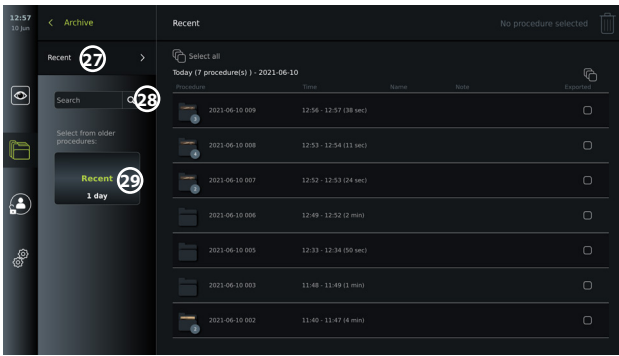 12:57
10 Jun
Archive
Recent
No procedure selected
Recent
27
Select all
Today (7 procedure(s) ) - 2021-06-10
Procedure Time Name Note Exported
Search
28
Select from older
procedures:
Recent
29
1 day
3
2021-06-10 009 12:56 - 12:57 (38 sec)
4
2021-06-10 008 12:53 - 12:54 (11 sec)
2021-06-10 007 12:52 - 12:53 (24 sec)
2021-06-10 006 12:49 - 12:52 (2 min)
2021-06-10 005 12:33 - 12:34 (50 sec)
2021-06-10 003 11:48 - 11:49 (1 min)
2021-06-10 002 11:40 - 11:47 (4 min)
2